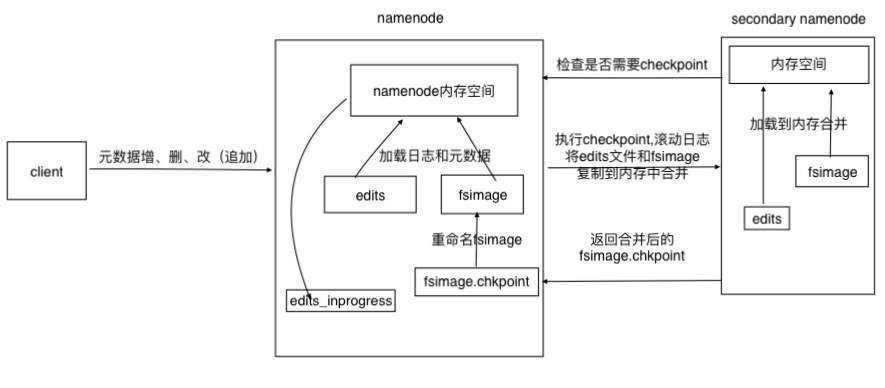 namenode
secondary namenode
检查是否需要checkpoint
内存空间
namenode内存空间
加载到内存合并
client
元数据增、删、改（追加）
加载日志和元数据
执行checkpoint,滚动日志
将edits文件和fsimage
复制到内存中合并
fsimage
edits
fsimage
edits
重命名fsimage
返回合并后的
fsimage.chkpoint
fsimage.chkpoint
edits_inprogress